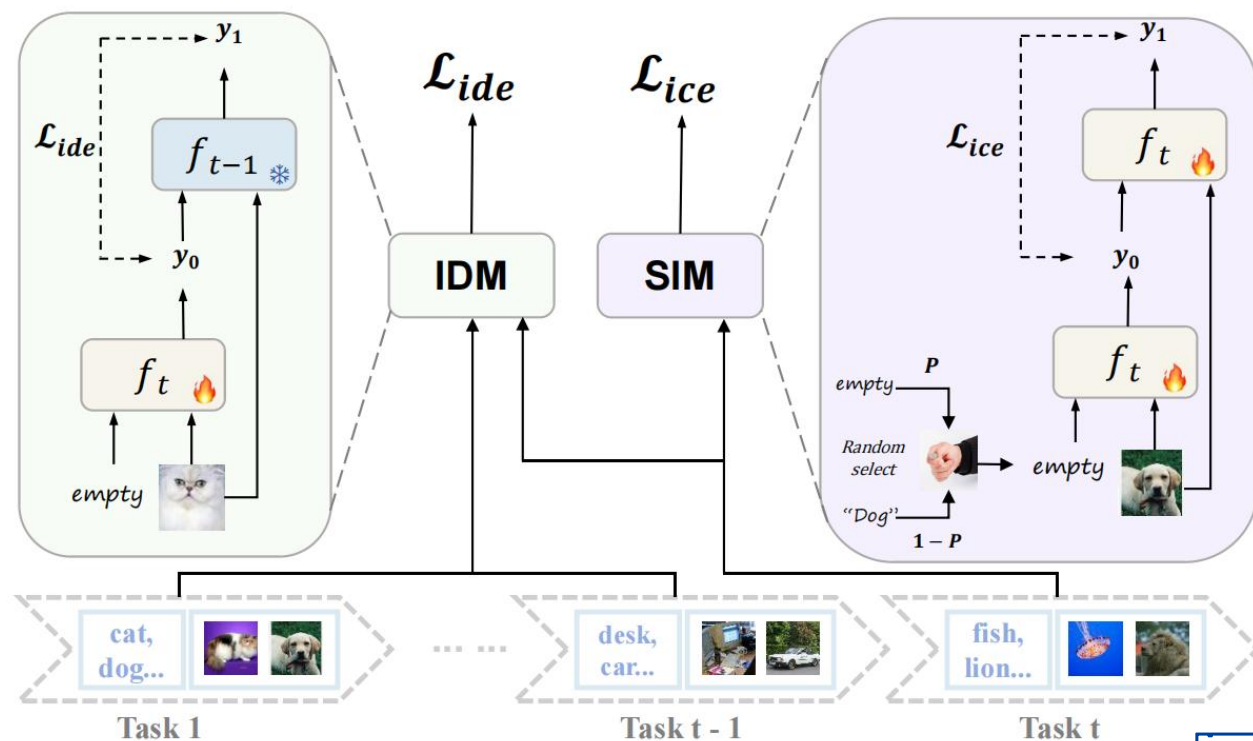 y₁
ℒ_ide
f_{t−1}
y₀
f_t
empty
ℒ_ide
ℒ_ice
IDM
SIM
y₁
ℒ_ice
f_t
y₀
f_t
P
empty
Random
select
empty
“Dog”
1 − P
cat,
dog...
... ...
desk,
car...
fish,
lion...
Task 1
Task t - 1
Task t